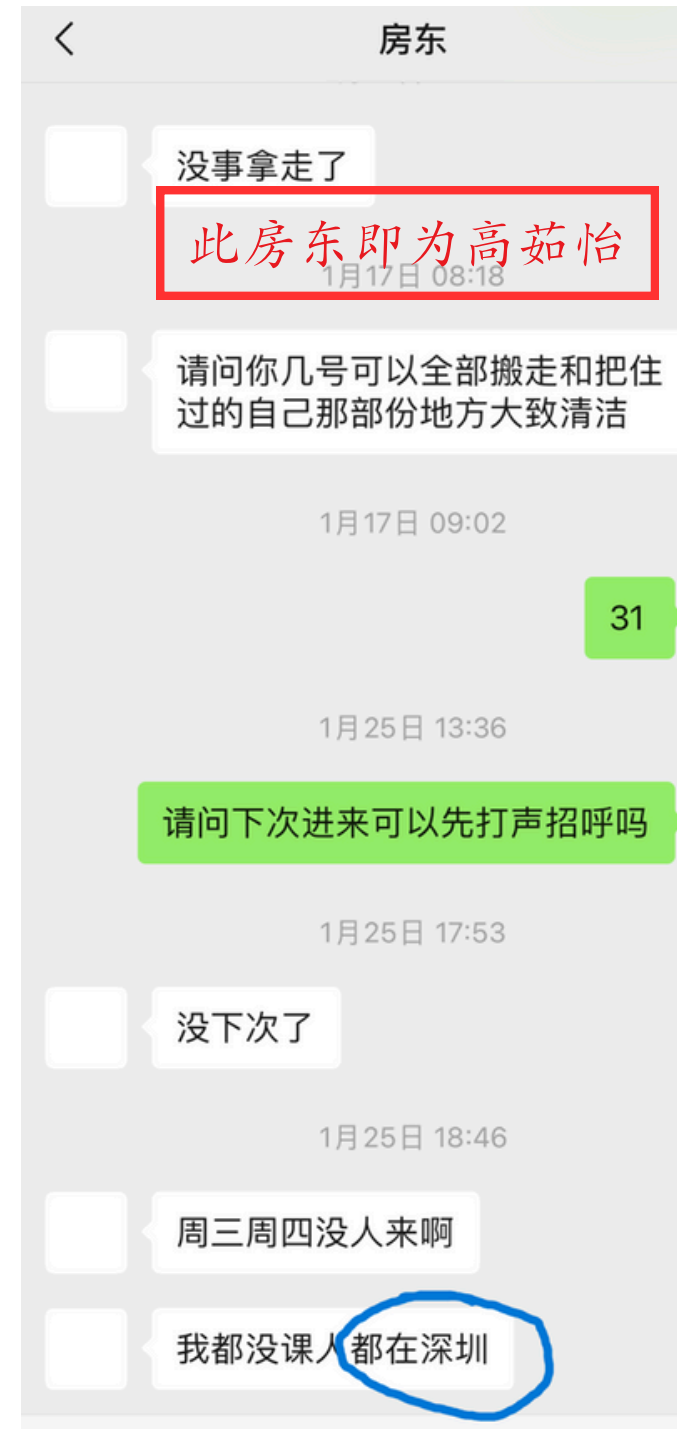 房东
没事拿走了
此房东即为高茹怡
1月17日 08:18
请问你几号可以全部搬走和把住
过的自己那部份地方大致清洁
1月17日 09:02
31
1月25日 13:36
请问下次进来可以先打声招呼吗
1月25日 17:53
没下次了
1月25日 18:46
周三周四没人来啊
我都没课人都在深圳